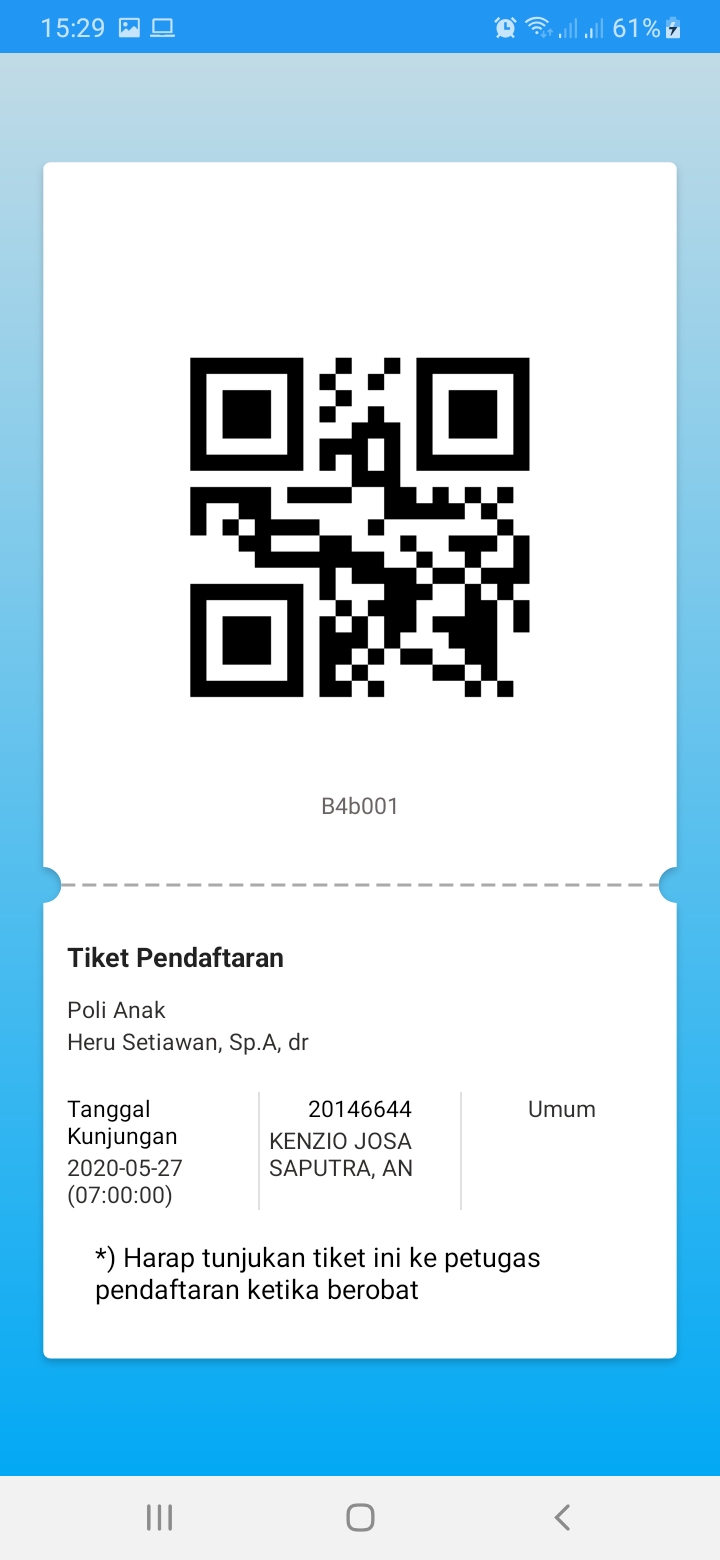 15:29 61%
B4b001
Tiket Pendaftaran
Poli Anak
Heru Setiawan, Sp.A, dr
Tanggal
Kunjungan
2020-05-27
(07:00:00)
20146644
KENZIO JOSA
SAPUTRA, AN
Umum
*) Harap tunjukan tiket ini ke petugas
pendaftaran ketika berobat